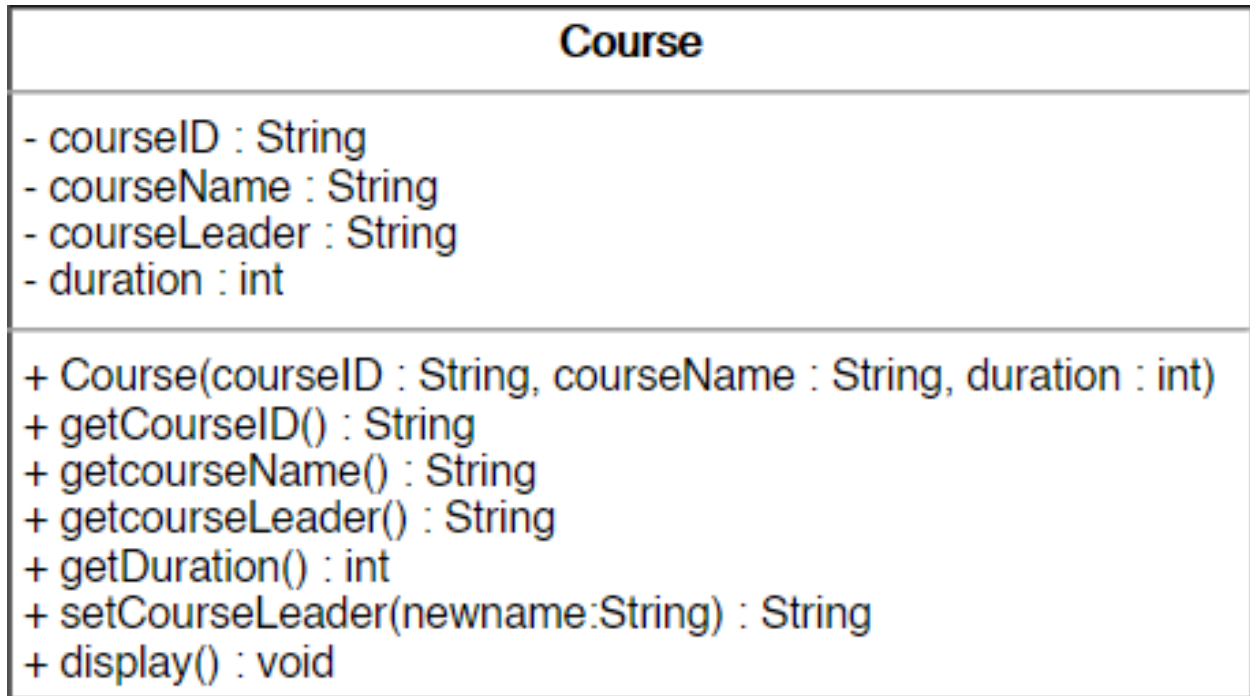 Course
- courseID : String
- courseName : String
- courseLeader : String
- duration : int
+ Course(courseID : String, courseName : String, duration : int)
+ getCourseID() : String
+ getcourseName() : String
+ getcourseLeader() : String
+ getDuration() : int
+ setCourseLeader(newname:String) : String
+ display() : void